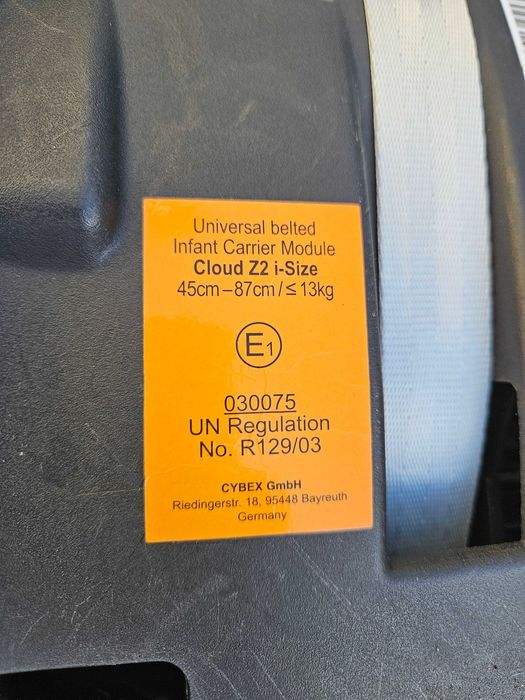 Universal belted
Infant Carrier Module
Cloud Z2 i-Size
45cm–87cm/≤13kg
E1
030075
UN Regulation
No. R129/03
CYBEX GmbH
Riedingerstr. 18, 95448 Bayreuth
Germany